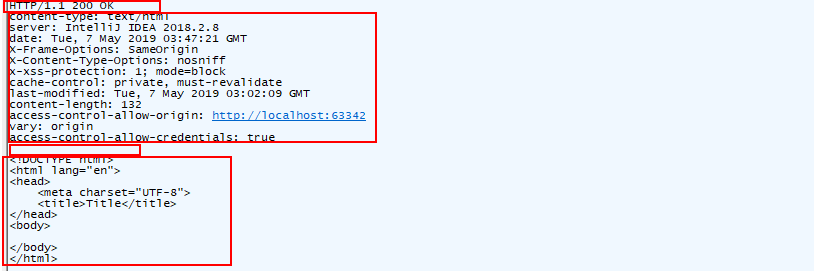 HTTP/1.1 200 OK
content-type: text/html
server: IntelliJ IDEA 2018.2.8
date: Tue, 7 May 2019 03:47:21 GMT
X-Frame-Options: SameOrigin
X-Content-Type-Options: nosniff
x-xss-protection: 1; mode=block
cache-control: private, must-revalidate
last-modified: Tue, 7 May 2019 03:02:09 GMT
content-length: 132
access-control-allow-origin: http://localhost:63342
vary: origin
access-control-allow-credentials: true
<!DOCTYPE html>
<html lang="en">
<head>
    <meta charset="UTF-8">
    <title>Title</title>
</head>
<body>
</body>
</html>